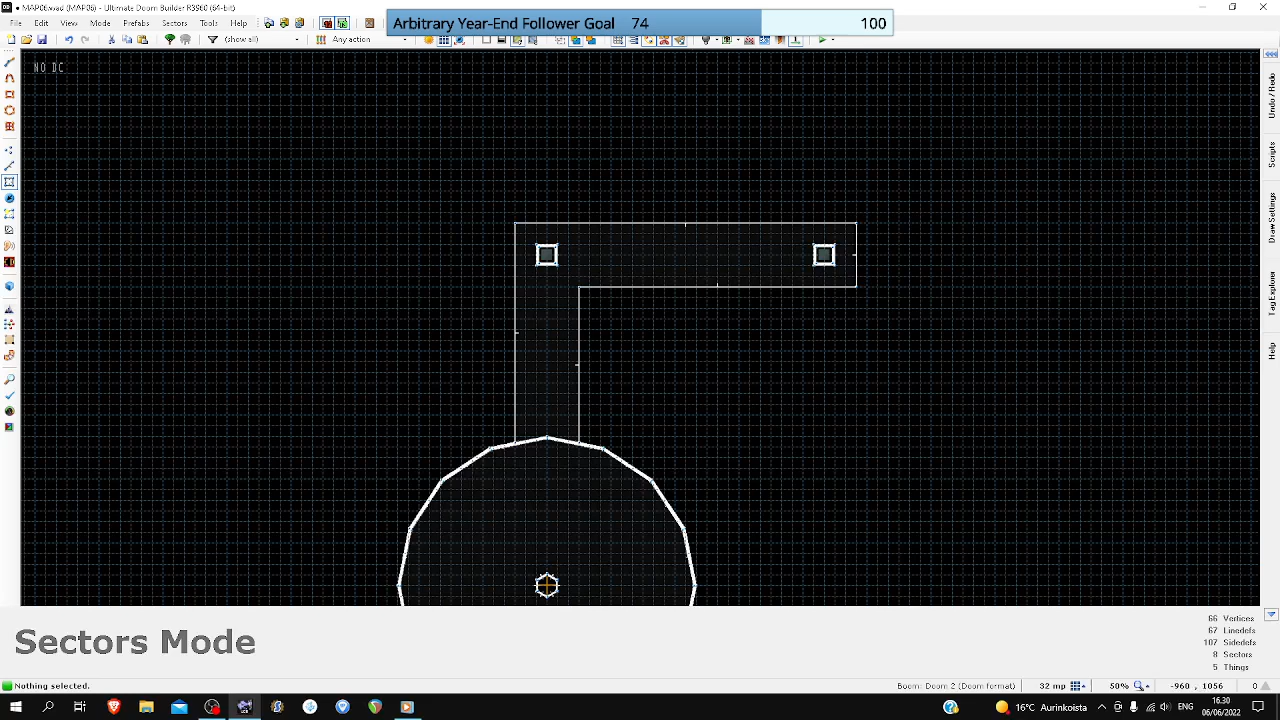 • MAP06.wad (MAP06) - Ultimate Doom Builder R3960 (64-bit)
Arbitrary Year-End Follower Goal 74 100
File Edit View Mode Prefabs Sectors Tools Help
(show all) Any action
NO DC
Undo / Redo
Scripts
Draw Settings
Tag Explorer
Help
Sectors Mode
66 Vertices
67 Linedefs
107 Sidedefs
8 Sectors
5 Things
Nothing selected. Boom: Doom 2 (Doom format) 32 mp 50% -960 , 1056 0
16°C Aurinkoista ENG 16.30
04/06/2022